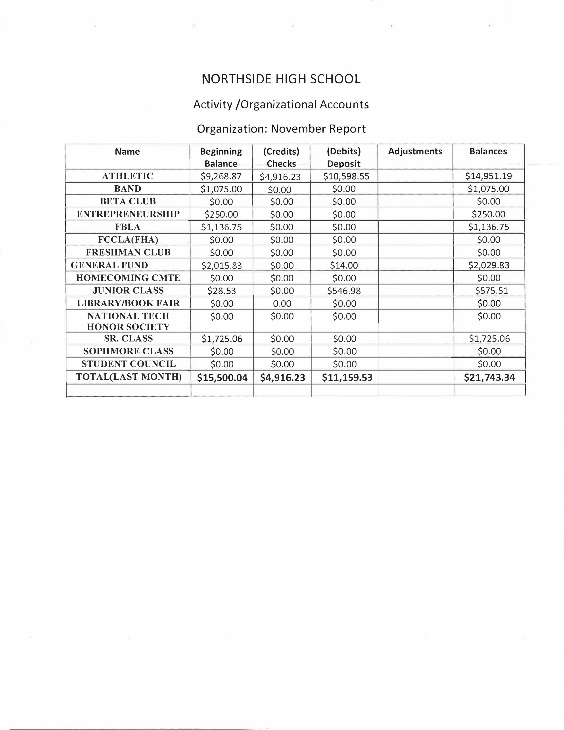 NORTHSIDE HIGH SCHOOL
Activity /Organizational Accounts
Organization: November Report
Name Beginning Balance (Credits) Checks (Debits) Deposit Adjustments Balances
ATHLETIC $9,268.87 $4,916.23 $10,598.55 $14,951.19
BAND $1,075.00 $0.00 $0.00 $1,075.00
BETA CLUB $0.00 $0.00 $0.00 $0.00
ENTREPRENEURSHIP $250.00 $0.00 $0.00 $250.00
FBLA $1,136.75 $0.00 $0.00 $1,136.75
FCCLA(FHA) $0.00 $0.00 $0.00 $0.00
FRESHMAN CLUB $0.00 $0.00 $0.00 $0.00
GENERAL FUND $2,015.83 $0.00 $14.00 $2,029.83
HOMECOMING CMTE $0.00 $0.00 $0.00 $0.00
JUNIOR CLASS $28.53 $0.00 $546.98 $575.51
LIBRARY/BOOK FAIR $0.00 0.00 $0.00 $0.00
NATIONAL TECH HONOR SOCIETY $0.00 $0.00 $0.00 $0.00
SR. CLASS $1,725.06 $0.00 $0.00 $1,725.06
SOPHMORE CLASS $0.00 $0.00 $0.00 $0.00
STUDENT COUNCIL $0.00 $0.00 $0.00 $0.00
TOTAL(LAST MONTH) $15,500.04 $4,916.23 $11,159.53 $21,743.34